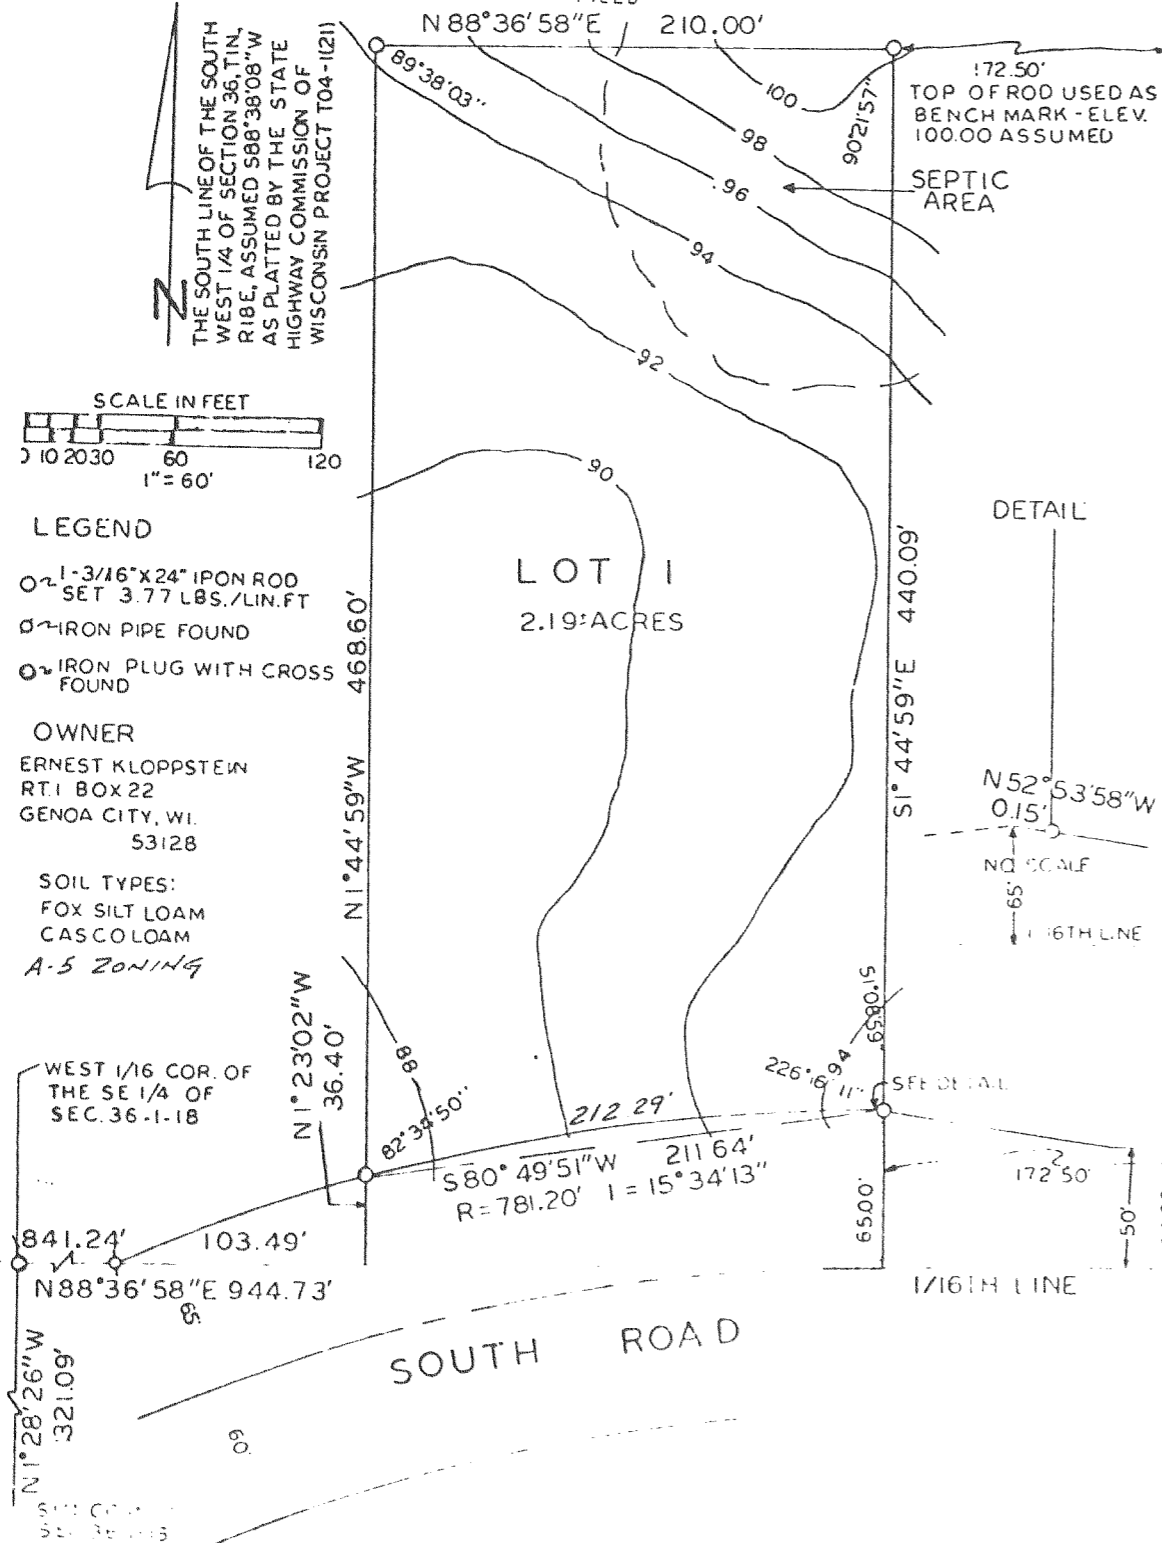 N 88°36'58"E 210.00'
89°38'03"
90°21'57"
172.50'
TOP OF ROD USED AS
BENCH MARK - ELEV.
100.00 ASSUMED
THE SOUTH LINE OF THE SOUTH
WEST 1/4 OF SECTION 36, T1N,
R18E, ASSUMED S88°38'08"W
AS PLATTED BY THE STATE
HIGHWAY COMMISSION OF
WISCONSIN PROJECT T04-1(21)
N
100
98
96
94
92
90
SEPTIC
AREA
SCALE IN FEET
0 10 20 30 60 120
1" = 60'
LEGEND
1-3/16" X 24" IPON ROD
SET 3.77 LBS./LIN.FT
IRON PIPE FOUND
IRON PLUG WITH CROSS
FOUND
OWNER
ERNEST KLOPPSTEIN
RT.1 BOX 22
GENOA CITY, WI.
53128
SOIL TYPES:
FOX SILT LOAM
CASCO LOAM
A-5 ZONING
LOT 1
2.19± ACRES
N1°44'59"W 468.60'
S1°44'59"E 440.09'
DETAIL
N52°53'58"W
0.15'
NO SCALE
65'
1/16TH LINE
N1°23'02"W
36.40'
88
82°34'50"
94
SEE DETAIL
212.29'
211.64'
S80°49'51"W
R=781.20' I=15°34'13"
65.00'
172.50'
50'
1/16TH LINE
WEST 1/16 COR. OF
THE SE 1/4 OF
SEC. 36-1-18
841.24' 103.49'
N88°36'58"E 944.73'
65'
N1°28'26"W
321.09'
SOUTH ROAD
60'